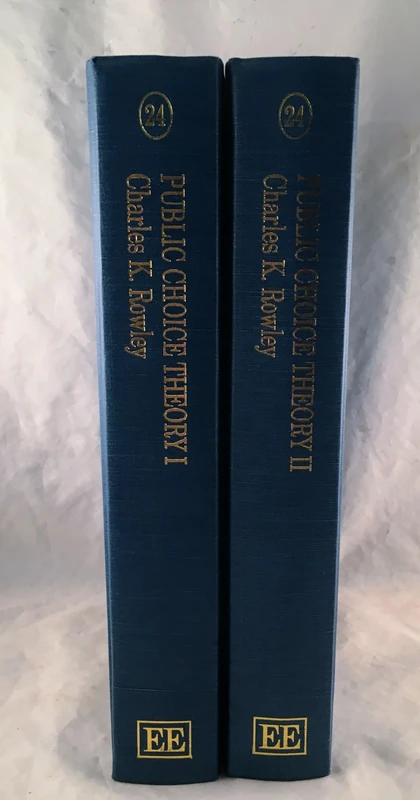 24
PUBLIC CHOICE THEORY I
Charles K. Rowley
EE
24
PUBLIC CHOICE THEORY II
Charles K. Rowley
EE